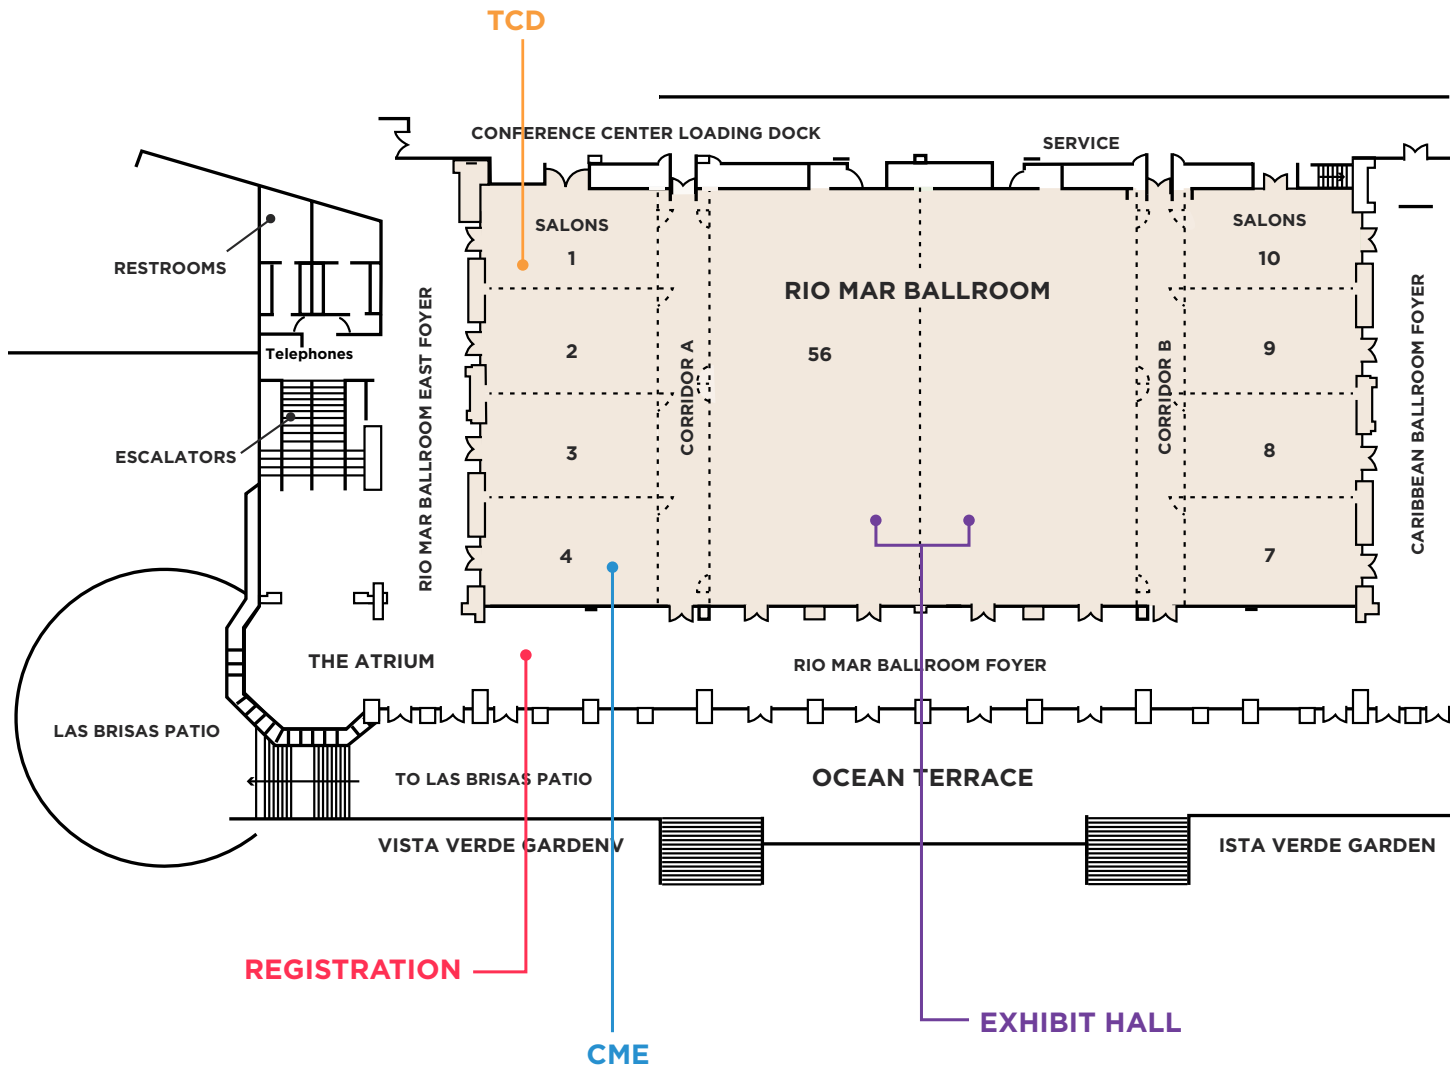 TCD
CONFERENCE CENTER LOADING DOCK
SERVICE
SALONS
1
SALONS
10
RESTROOMS
RIO MAR BALLROOM
Telephones
2
56
9
RIO MAR BALLROOM EAST FOYER
CORRIDOR A
CORRIDOR B
CARIBBEAN BALLROOM FOYER
ESCALATORS
3
8
4
7
THE ATRIUM
RIO MAR BALLROOM FOYER
LAS BRISAS PATIO
TO LAS BRISAS PATIO
OCEAN TERRACE
VISTA VERDE GARDENV
ISTA VERDE GARDEN
REGISTRATION
EXHIBIT HALL
CME